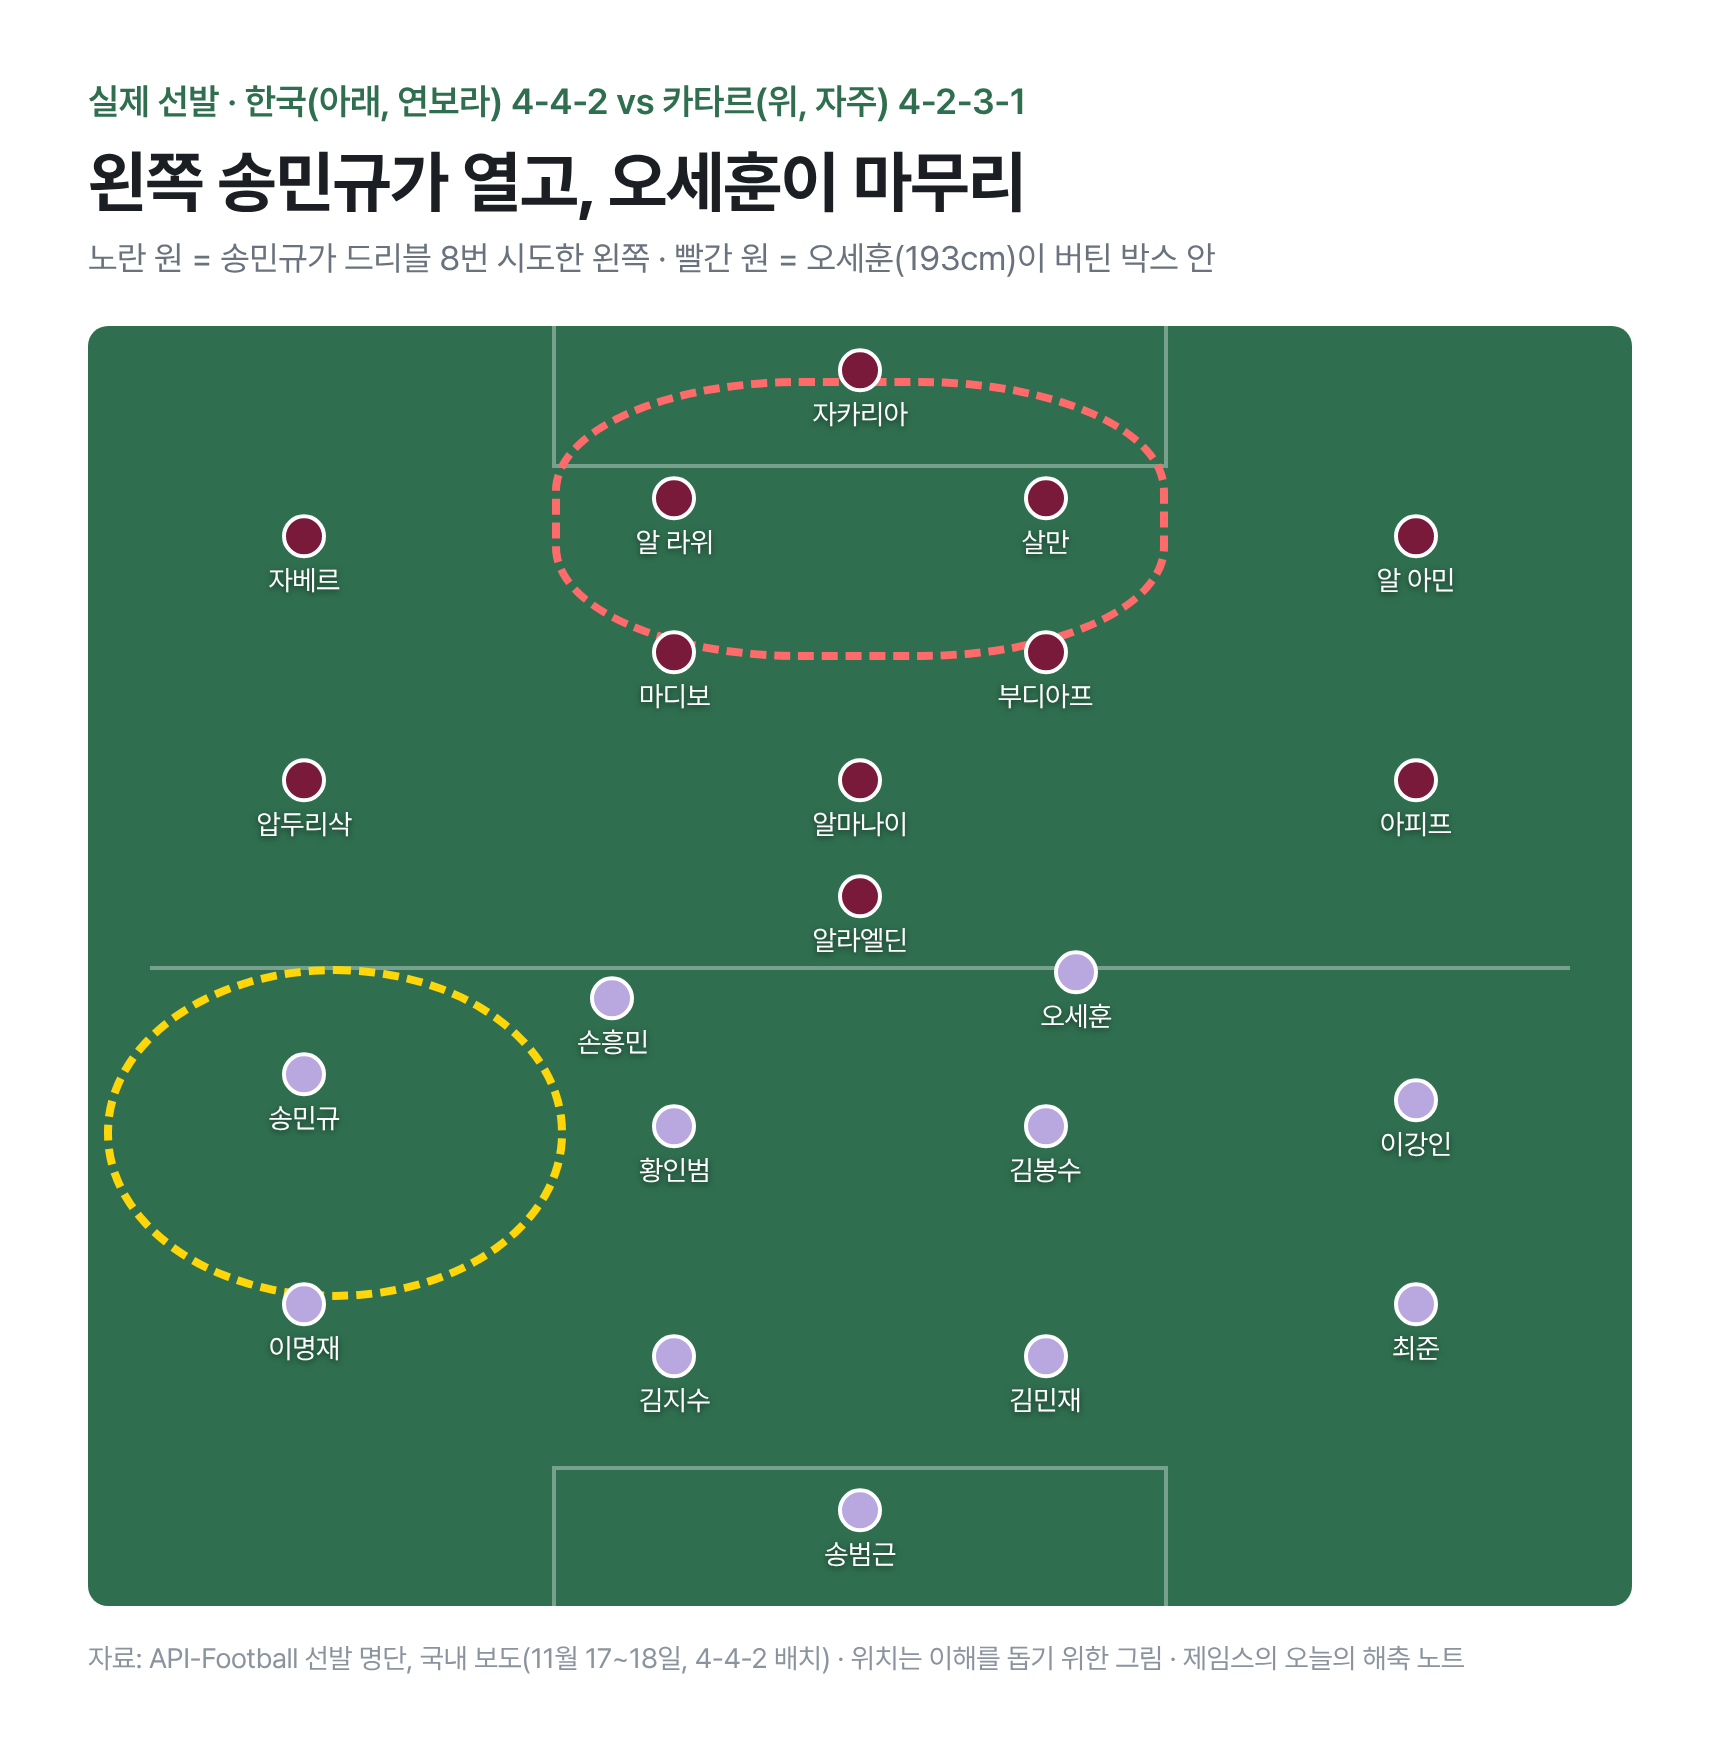 실제 선발 · 한국(아래, 연보라) 4-4-2 vs 카타르(위, 자주) 4-2-3-1
왼쪽 송민규가 열고, 오세훈이 마무리
노란 원 = 송민규가 드리블 8번 시도한 왼쪽 · 빨간 원 = 오세훈(193cm)이 버틴 박스 안
자카리아
알 라위 살만
자베르 알 아민
마디보 부디아프
압두리삭 알마나이 아피프
알라엘딘
오세훈
손흥민
송민규
이강인
황인범 김봉수
이명재 최준
김지수 김민재
송범근
자료: API-Football 선발 명단, 국내 보도(11월 17~18일, 4-4-2 배치) · 위치는 이해를 돕기 위한 그림 · 제임스의 오늘의 해축 노트